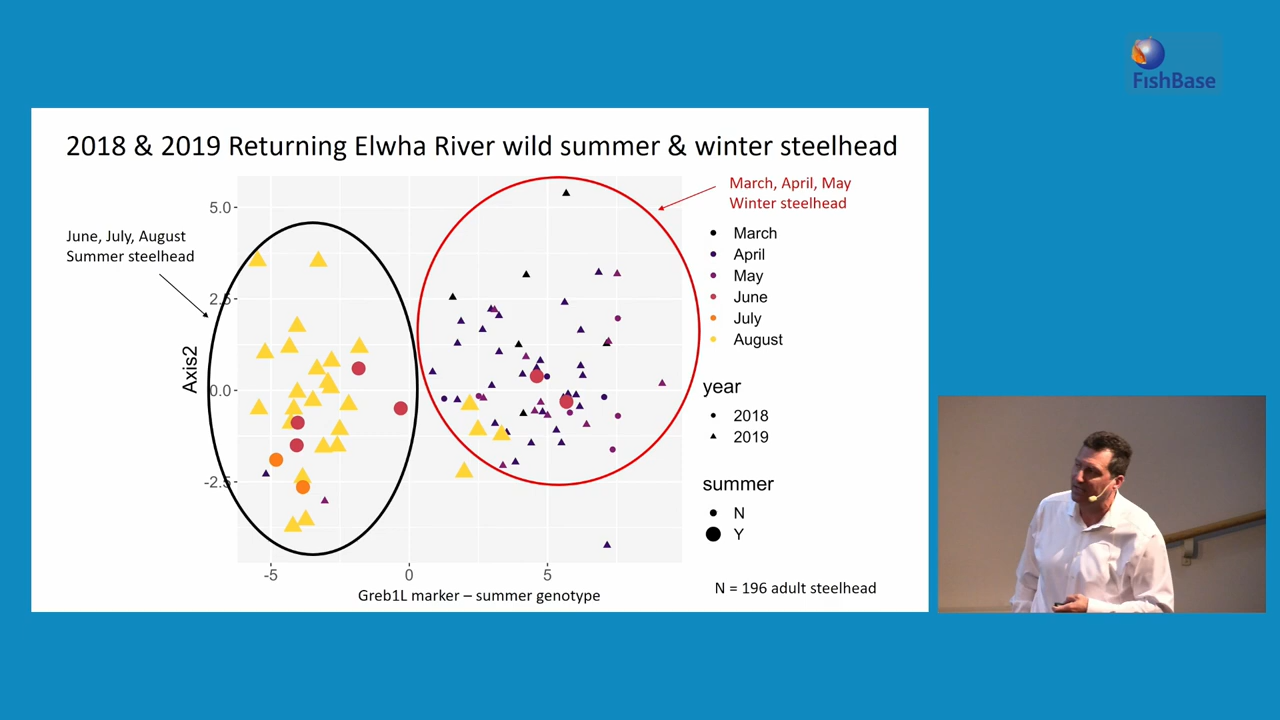 FishBase
2018 & 2019 Returning Elwha River wild summer & winter steelhead
March, April, May
Winter steelhead
June, July, August
Summer steelhead
5.0
2.5
0.0
-2.5
Axis2
-5
0
5
Greb1L marker – summer genotype
March
April
May
June
July
August
year
2018
2019
summer
N
Y
N = 196 adult steelhead